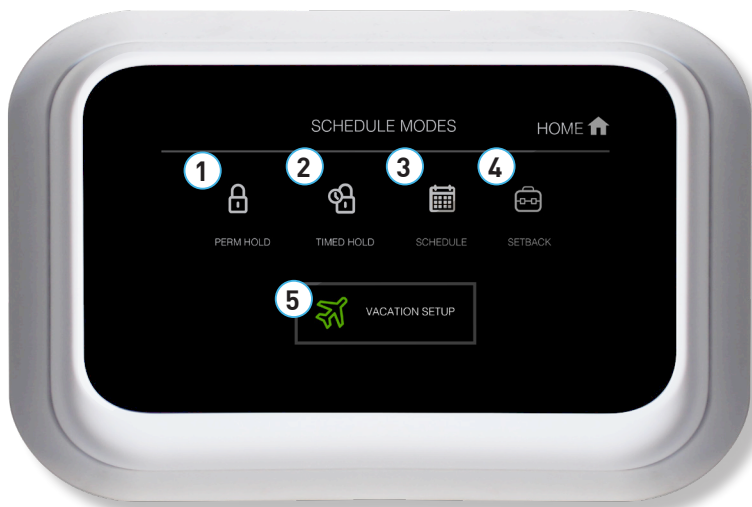 SCHEDULE MODES
HOME
1
2
3
4
PERM HOLD
TIMED HOLD
SCHEDULE
SETBACK
5
VACATION SETUP